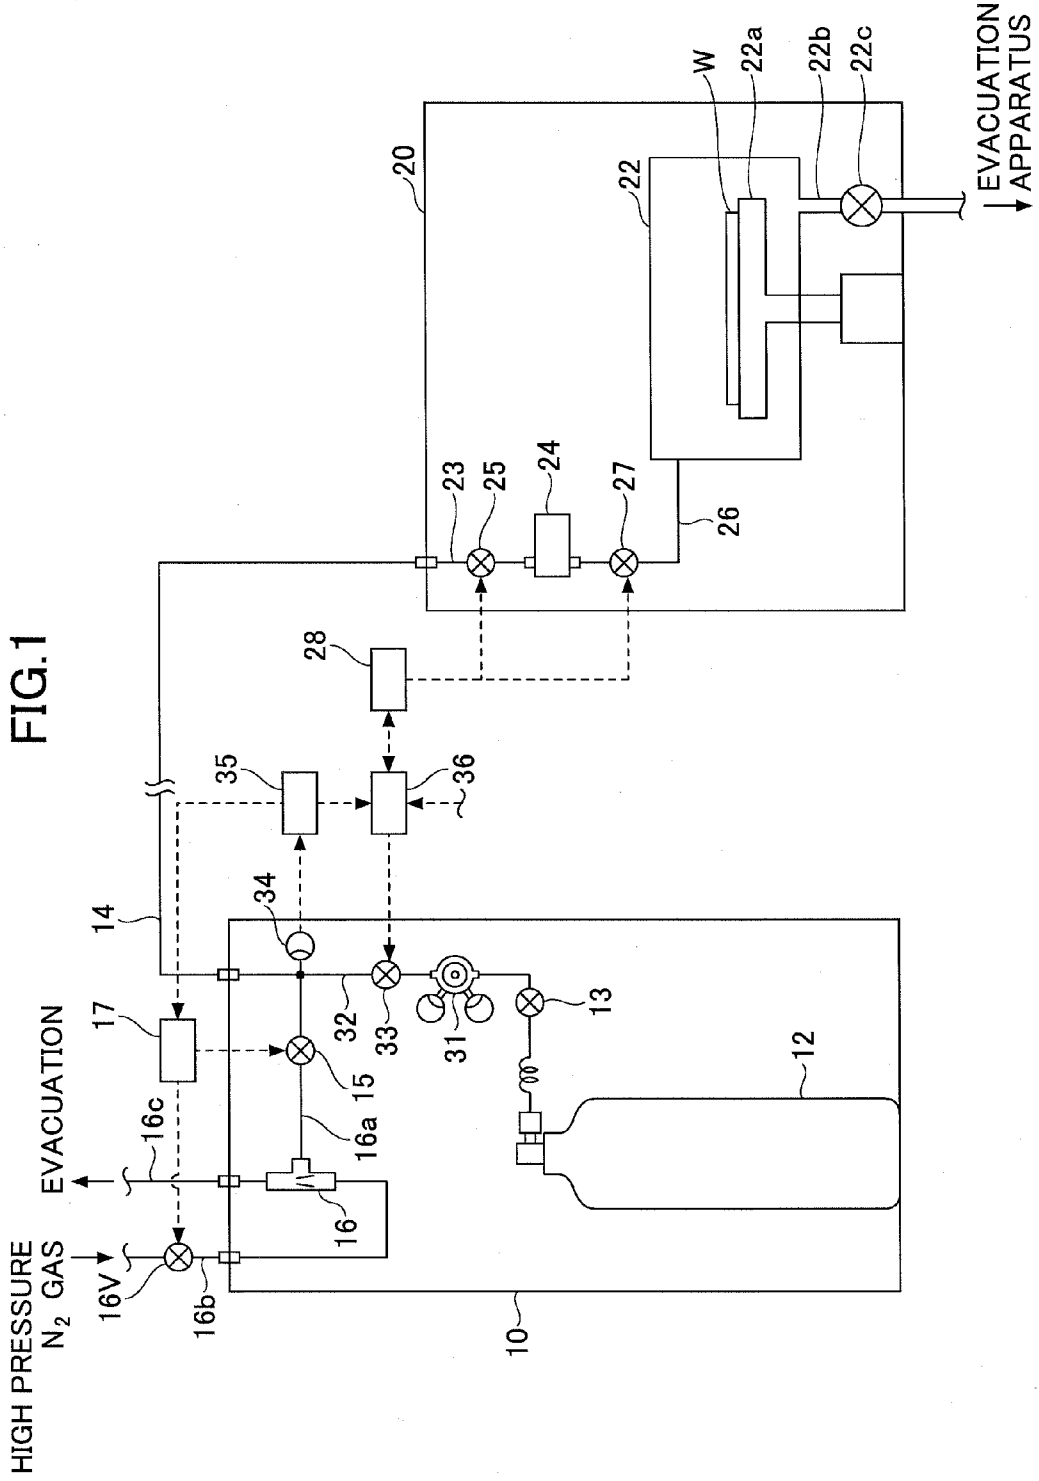 FIG.1
HIGH PRESSURE
N2 GAS
EVACUATION
16V
16b
16c
17
14
34
35
28
36
16
16a
15
32
33
31
13
12
10
20
23
25
24
27
26
22
W
22a
22b
22c
EVACUATION
APPARATUS